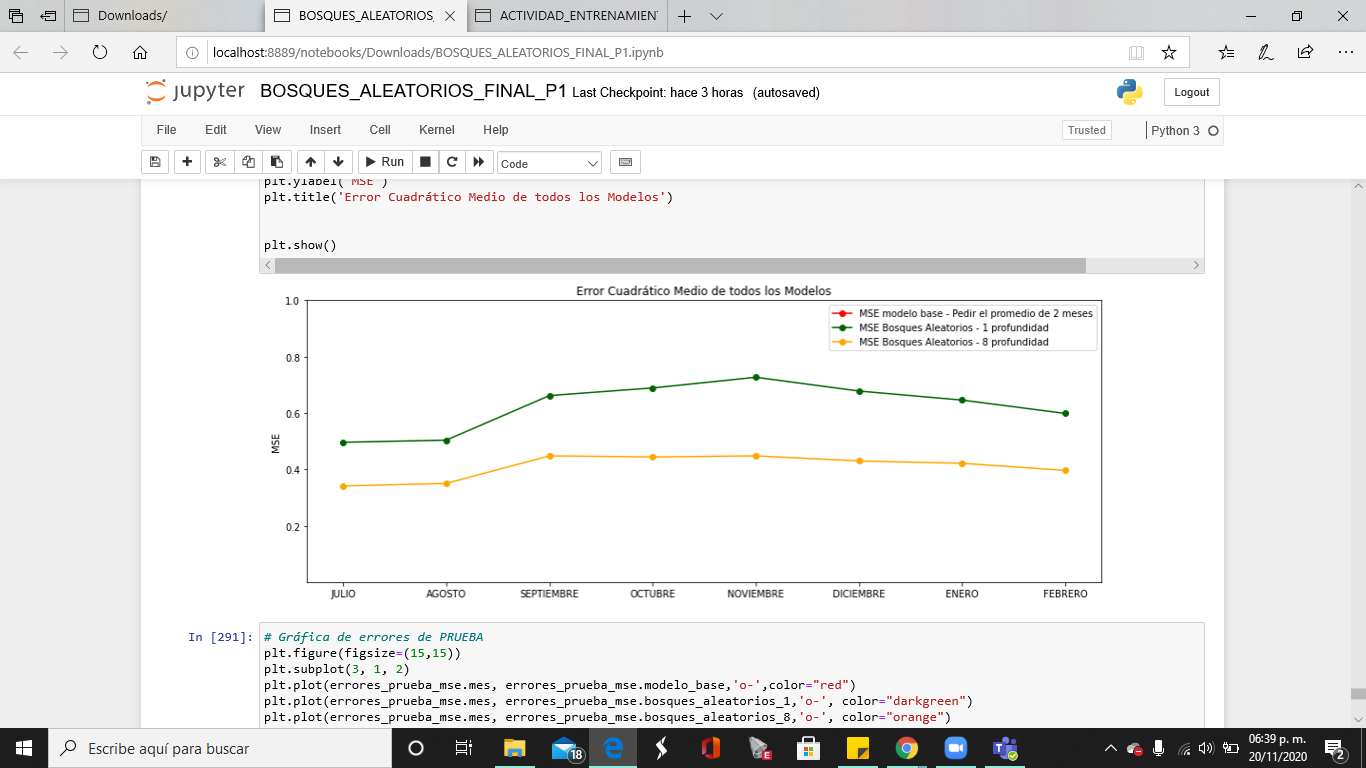 Downloads/
BOSQUES_ALEATORIOS_
ACTIVIDAD_ENTRENAMIEN
localhost:8889/notebooks/Downloads/BOSQUES_ALEATORIOS_FINAL_P1.ipynb
jupyter BOSQUES_ALEATORIOS_FINAL_P1 Last Checkpoint: hace 3 horas (autosaved)
Logout
File Edit View Insert Cell Kernel Help
Trusted
Python 3
Run
Code
plt.ylabel('MSE')
plt.title('Error Cuadrático Medio de todos los Modelos')
plt.show()
Error Cuadrático Medio de todos los Modelos
MSE modelo base - Pedir el promedio de 2 meses
MSE Bosques Aleatorios - 1 profundidad
MSE Bosques Aleatorios - 8 profundidad
1.0
0.8
0.6
0.4
0.2
MSE
JULIO AGOSTO SEPTIEMBRE OCTUBRE NOVIEMBRE DICIEMBRE ENERO FEBRERO
In [291]:
# Gráfica de errores de PRUEBA
plt.figure(figsize=(15,15))
plt.subplot(3, 1, 2)
plt.plot(errores_prueba_mse.mes, errores_prueba_mse.modelo_base,'o-',color="red")
plt.plot(errores_prueba_mse.mes, errores_prueba_mse.bosques_aleatorios_1,'o-', color="darkgreen")
plt.plot(errores_prueba_mse.mes, errores_prueba_mse.bosques_aleatorios_8,'o-', color="orange")
Escribe aquí para buscar
18
E
06:39 p. m.
20/11/2020
2